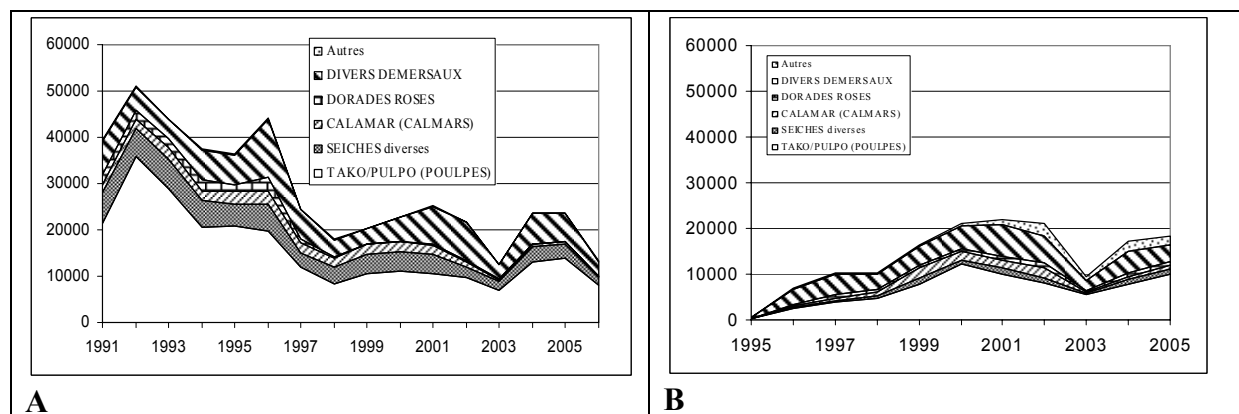 60000
50000
40000
30000
20000
10000
0
1991 1993 1995 1997 1999 2001 2003 2005
Autres
DIVERS DEMERSAUX
DORADES ROSES
CALAMAR (CALMARS)
SEICHES diverses
TAKO/PULPO (POULPES)
A
60000
50000
40000
30000
20000
10000
0
1995 1997 1999 2001 2003 2005
Autres
DIVERS DEMERSAUX
DORADES ROSES
CALAMAR (CALMARS)
SEICHES diverses
TAKO/PULPO (POULPES)
B